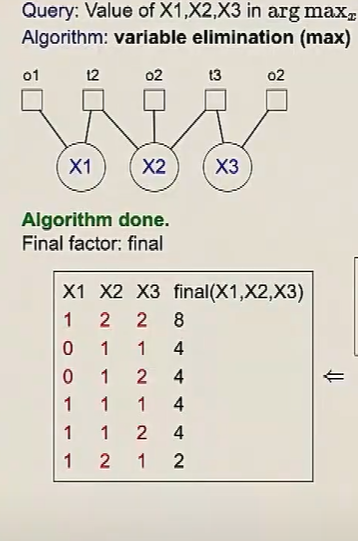 Query: Value of X1,X2,X3 in arg maxₓ
Algorithm: variable elimination (max)
o1 t2 o2 t3 o2
X1 X2 X3
Algorithm done.
Final factor: final
X1 X2 X3 final(X1,X2,X3)
1 2 2 8
0 1 1 4
0 1 2 4
1 1 1 4
1 1 2 4
1 2 1 2
⇐